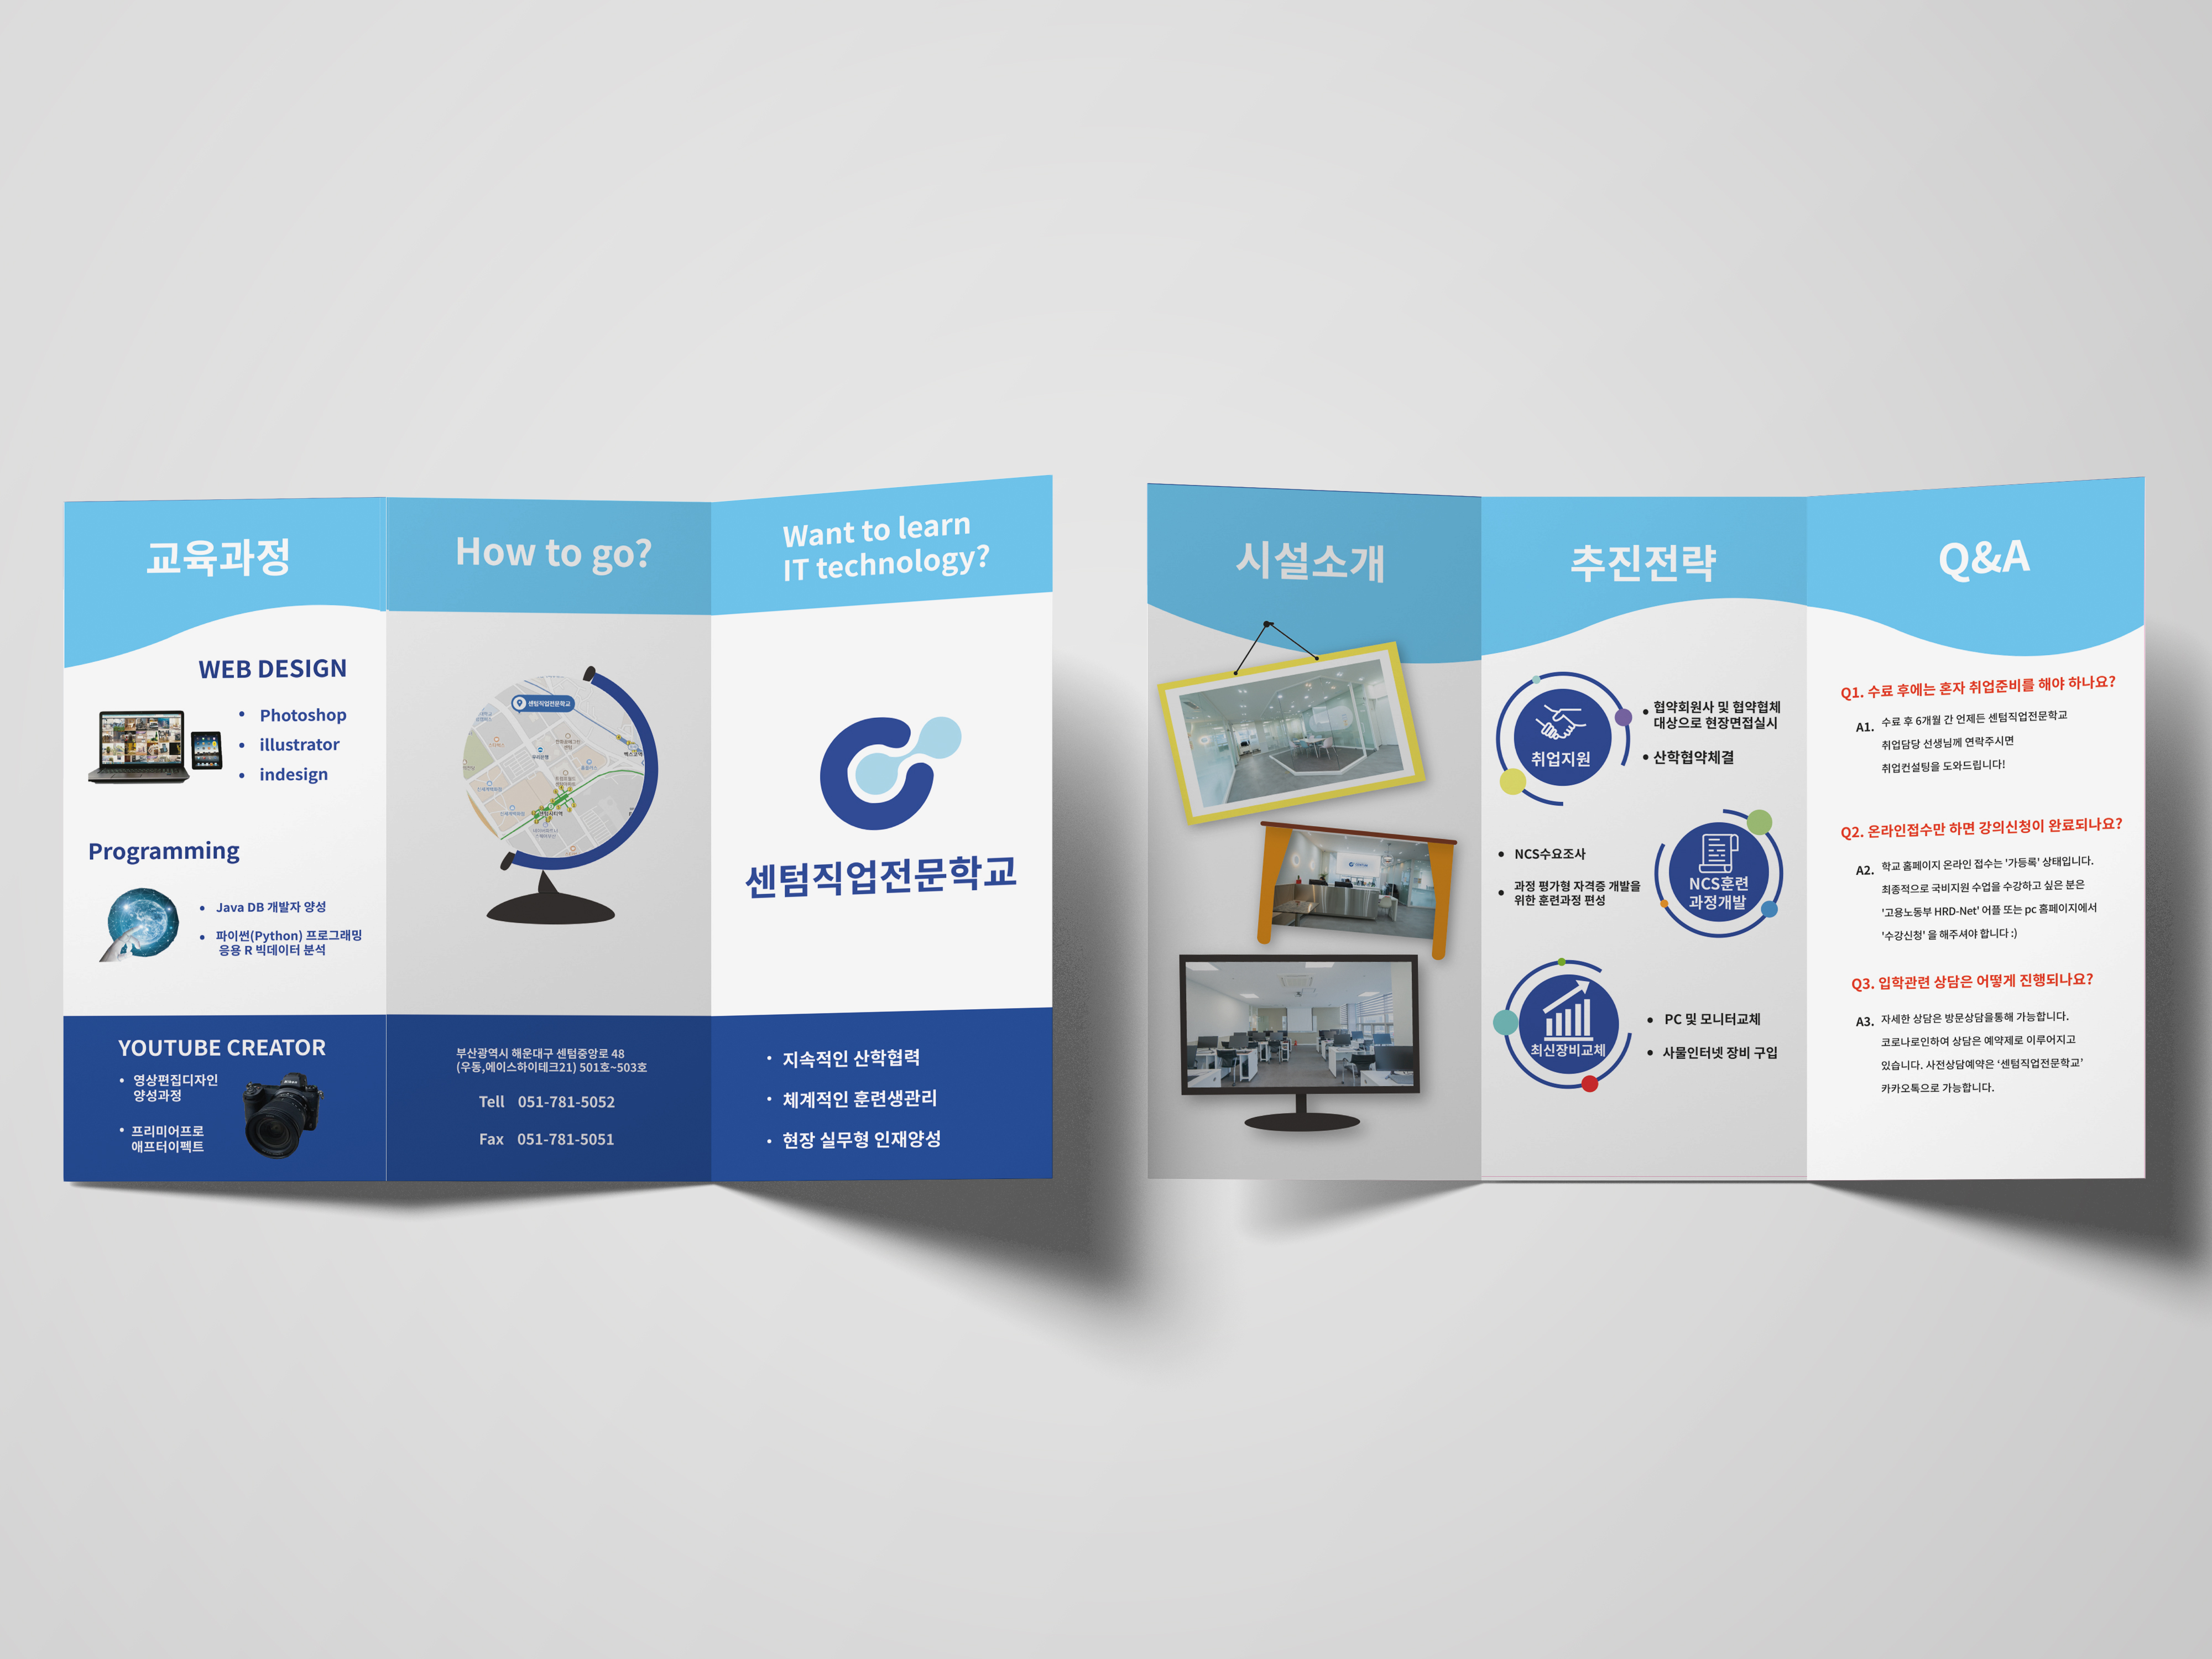 교육과정
WEB DESIGN
• Photoshop
• illustrator
• indesign
Programming
• Java DB 개발자 양성
• 파이썬(Python) 프로그래밍
응용 R 빅데이터 분석
YOUTUBE CREATOR
• 영상편집디자인
양성과정
• 프리미어프로
애프터이펙트
How to go?
센텀직업전문학교
부산광역시 해운대구 센텀중앙로 48
(우동,에이스하이테크21) 501호~503호
Tell 051-781-5052
Fax 051-781-5051
Want to learn
IT technology?
센텀직업전문학교
• 지속적인 산학협력
• 체계적인 훈련생관리
• 현장 실무형 인재양성
시설소개
추진전략
취업지원
• 협약회원사 및 협약협체
대상으로 현장면접실시
• 산학협약체결
• NCS수요조사
• 과정 평가형 자격증 개발을
위한 훈련과정 편성
NCS훈련
과정개발
최신장비교체
• PC 및 모니터교체
• 사물인터넷 장비 구입
Q&A
Q1. 수료 후에는 혼자 취업준비를 해야 하나요?
A1. 수료 후 6개월 간 언제든 센텀직업전문학교
취업담당 선생님께 연락주시면
취업컨설팅을 도와드립니다!
Q2. 온라인접수만 하면 강의신청이 완료되나요?
A2. 학교 홈페이지 온라인 접수는 '가등록' 상태입니다.
최종적으로 국비지원 수업을 수강하고 싶은 분은
'고용노동부 HRD-Net' 어플 또는 pc 홈페이지에서
'수강신청' 을 해주셔야 합니다 :)
Q3. 입학관련 상담은 어떻게 진행되나요?
A3. 자세한 상담은 방문상담을통해 가능합니다.
코로나로인하여 상담은 예약제로 이루어지고
있습니다. 사전상담예약은 ‘센텀직업전문학교’
카카오톡으로 가능합니다.